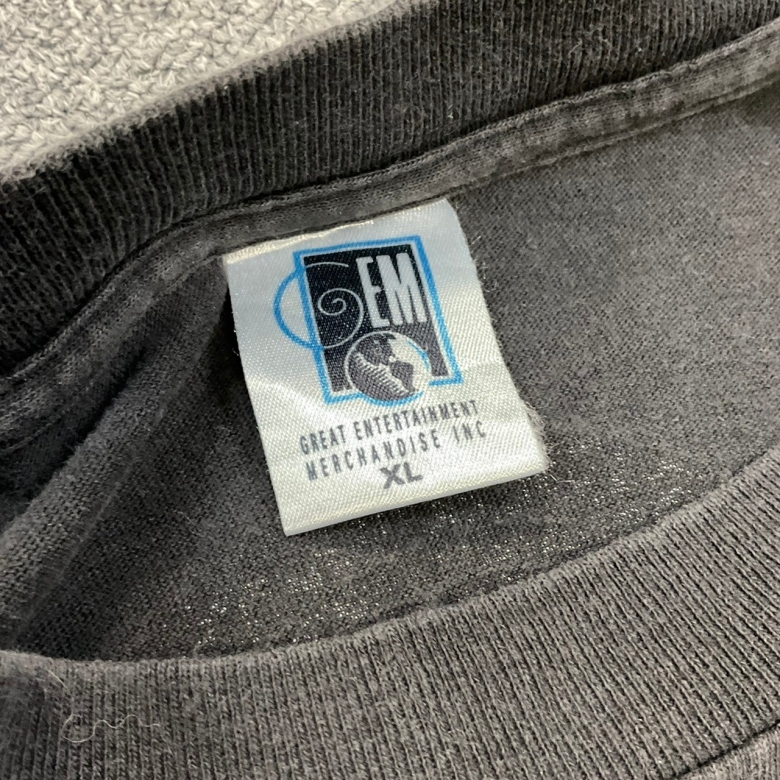 GEM
GREAT ENTERTAINMENT
MERCHANDISE INC
XL